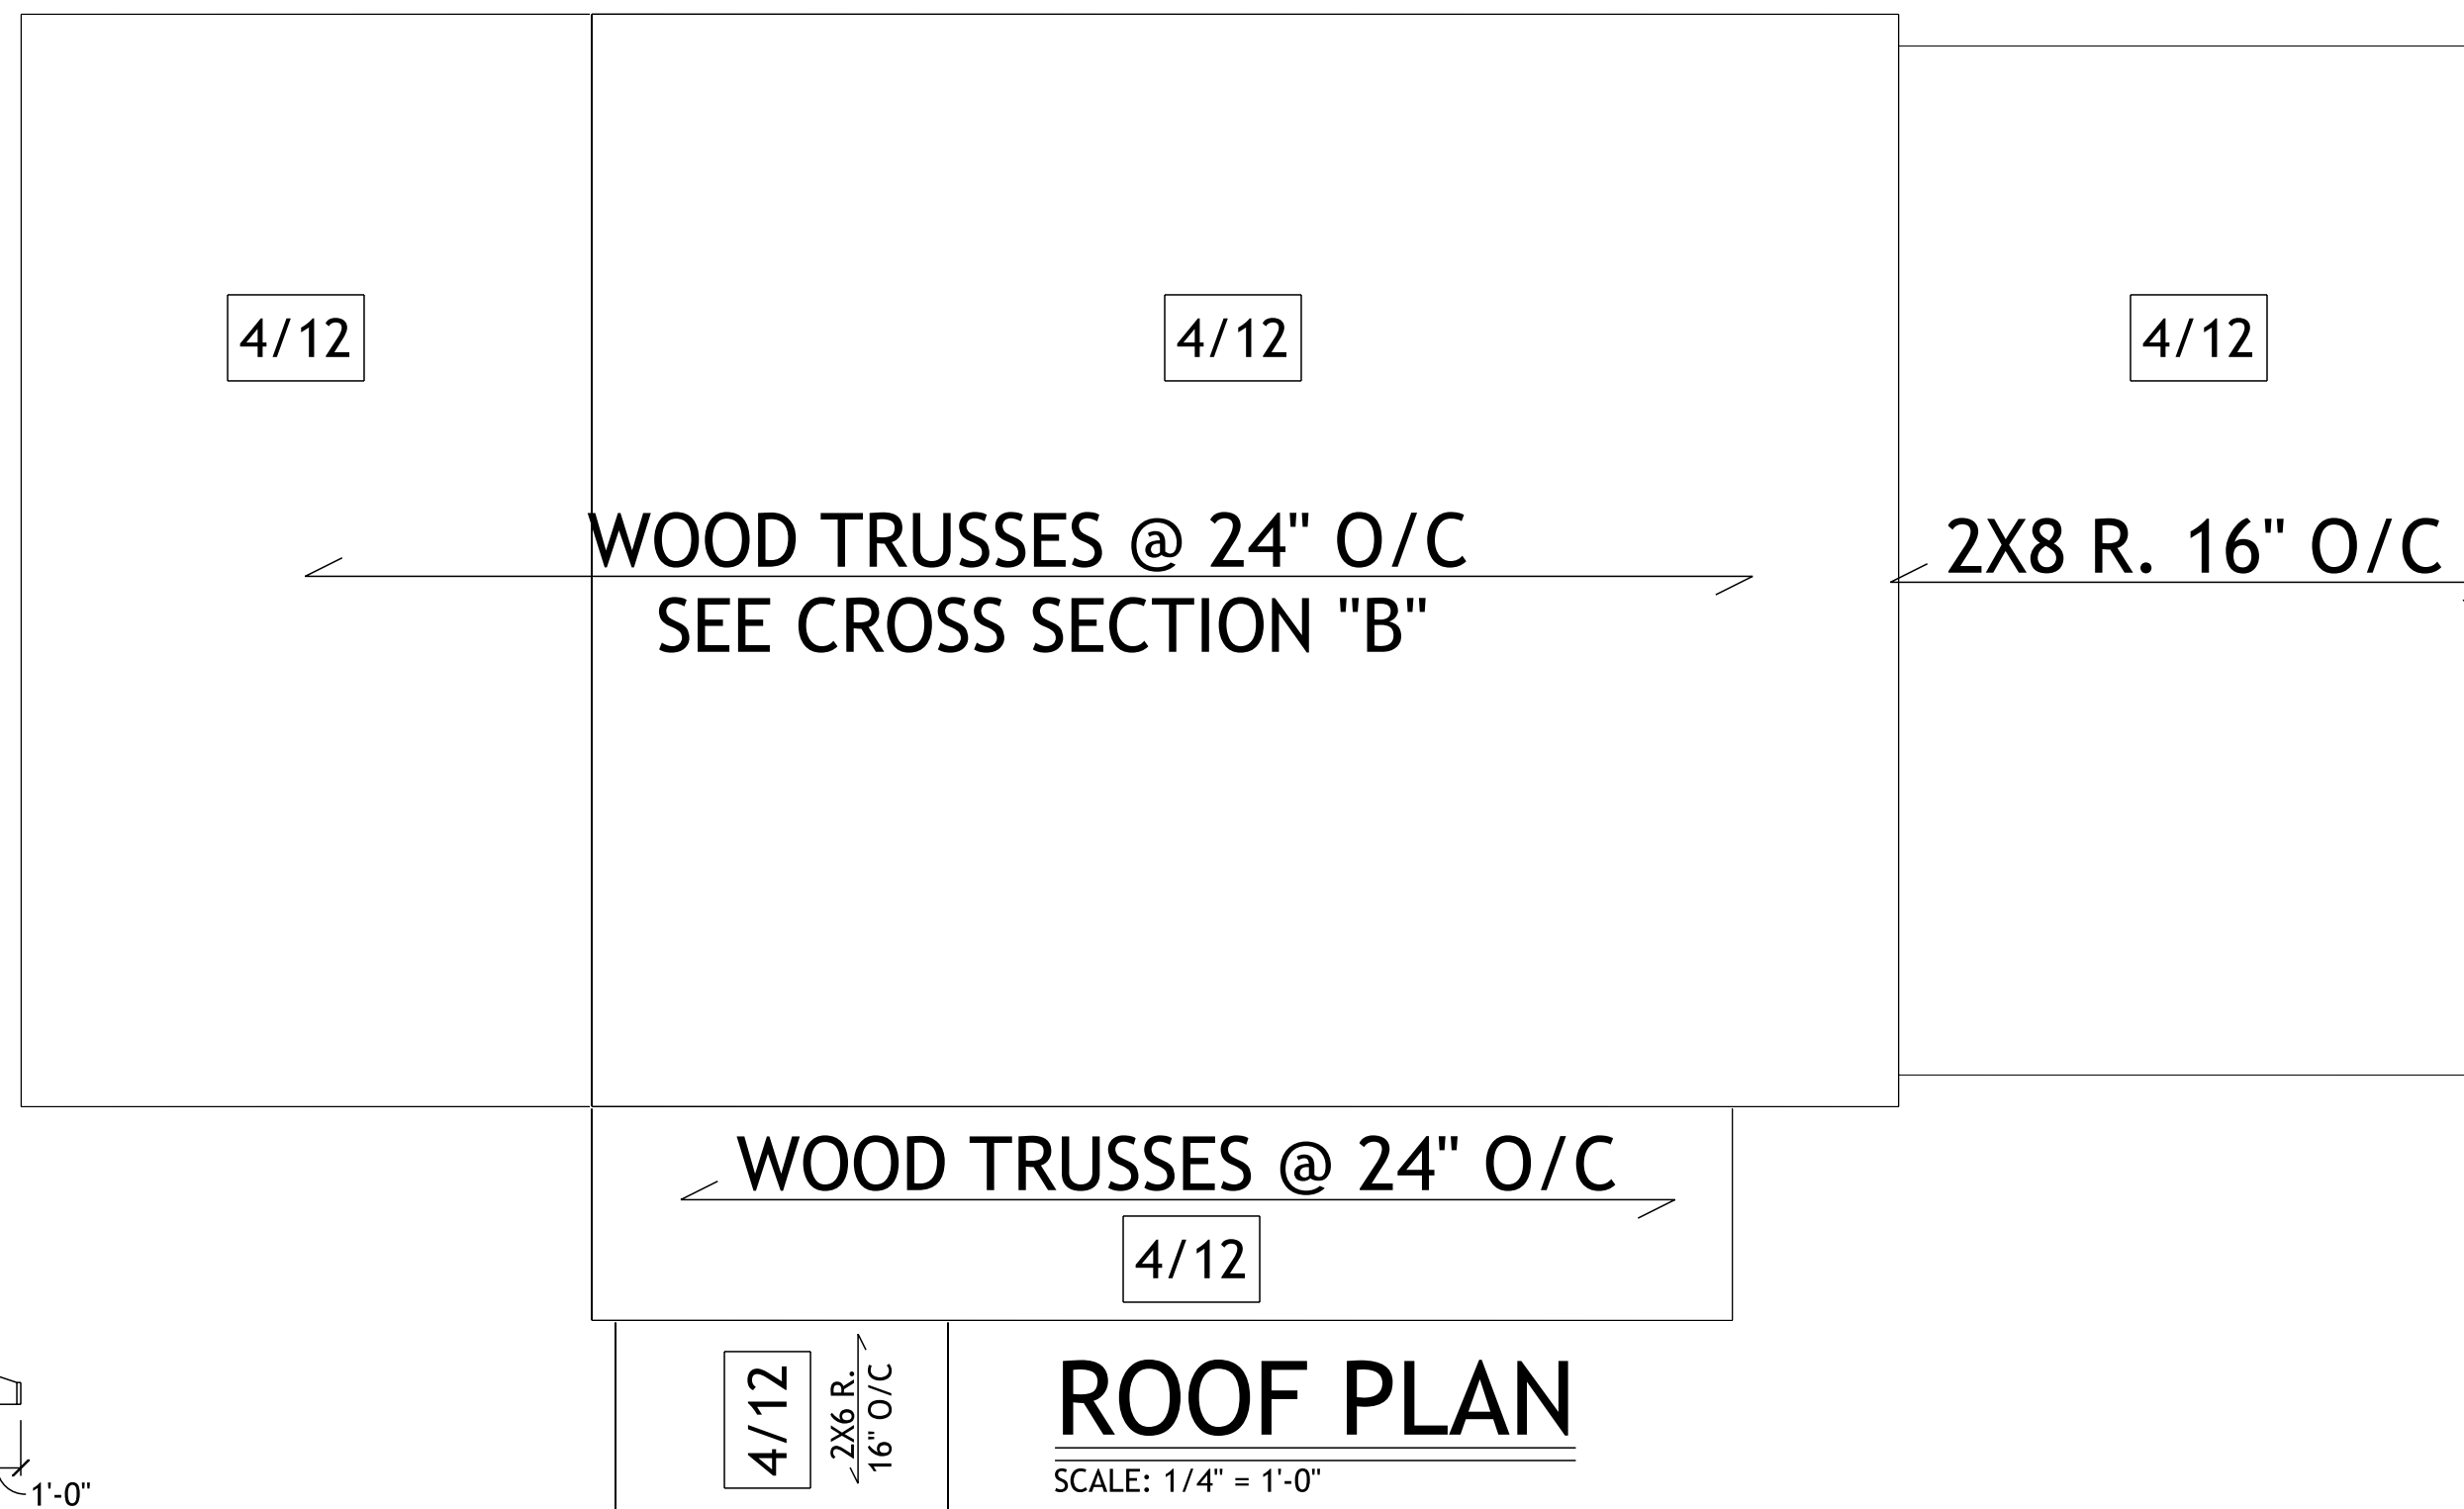 4/12
4/12
4/12
WOOD TRUSSES @ 24" O/C
SEE CROSS SECTION "B"
2X8 R. 16" O/C
WOOD TRUSSES @ 24" O/C
4/12
4/12
2X6 R.
16" O/C
ROOF PLAN
SCALE: 1/4" = 1'-0"
1'-0"